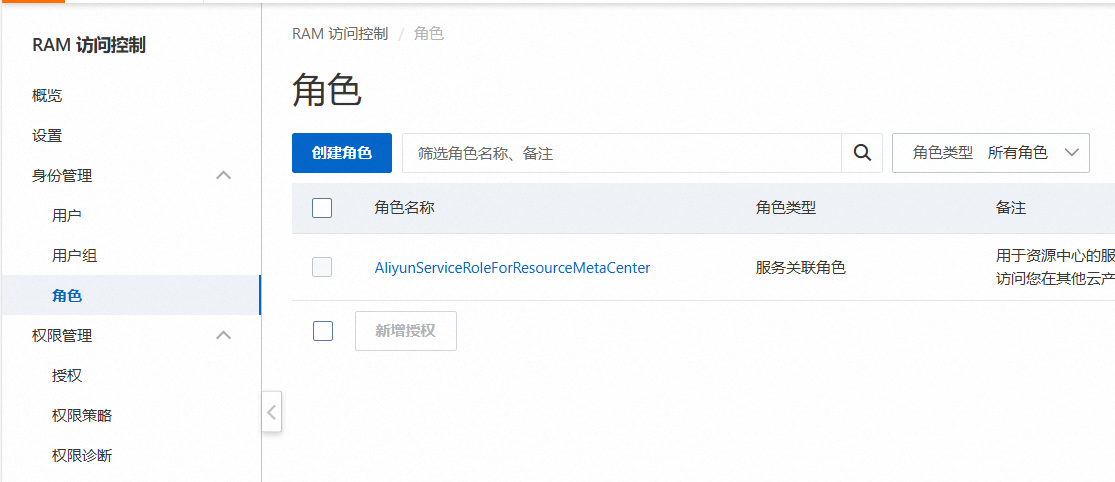 RAM 访问控制
概览
设置
身份管理
用户
用户组
角色
权限管理
授权
权限策略
权限诊断
RAM 访问控制 / 角色
角色
创建角色
筛选角色名称、备注
角色类型 所有角色
角色名称 角色类型 备注
AliyunServiceRoleForResourceMetaCenter 服务关联角色 用于资源中心的服
访问您在其他云产
新增授权